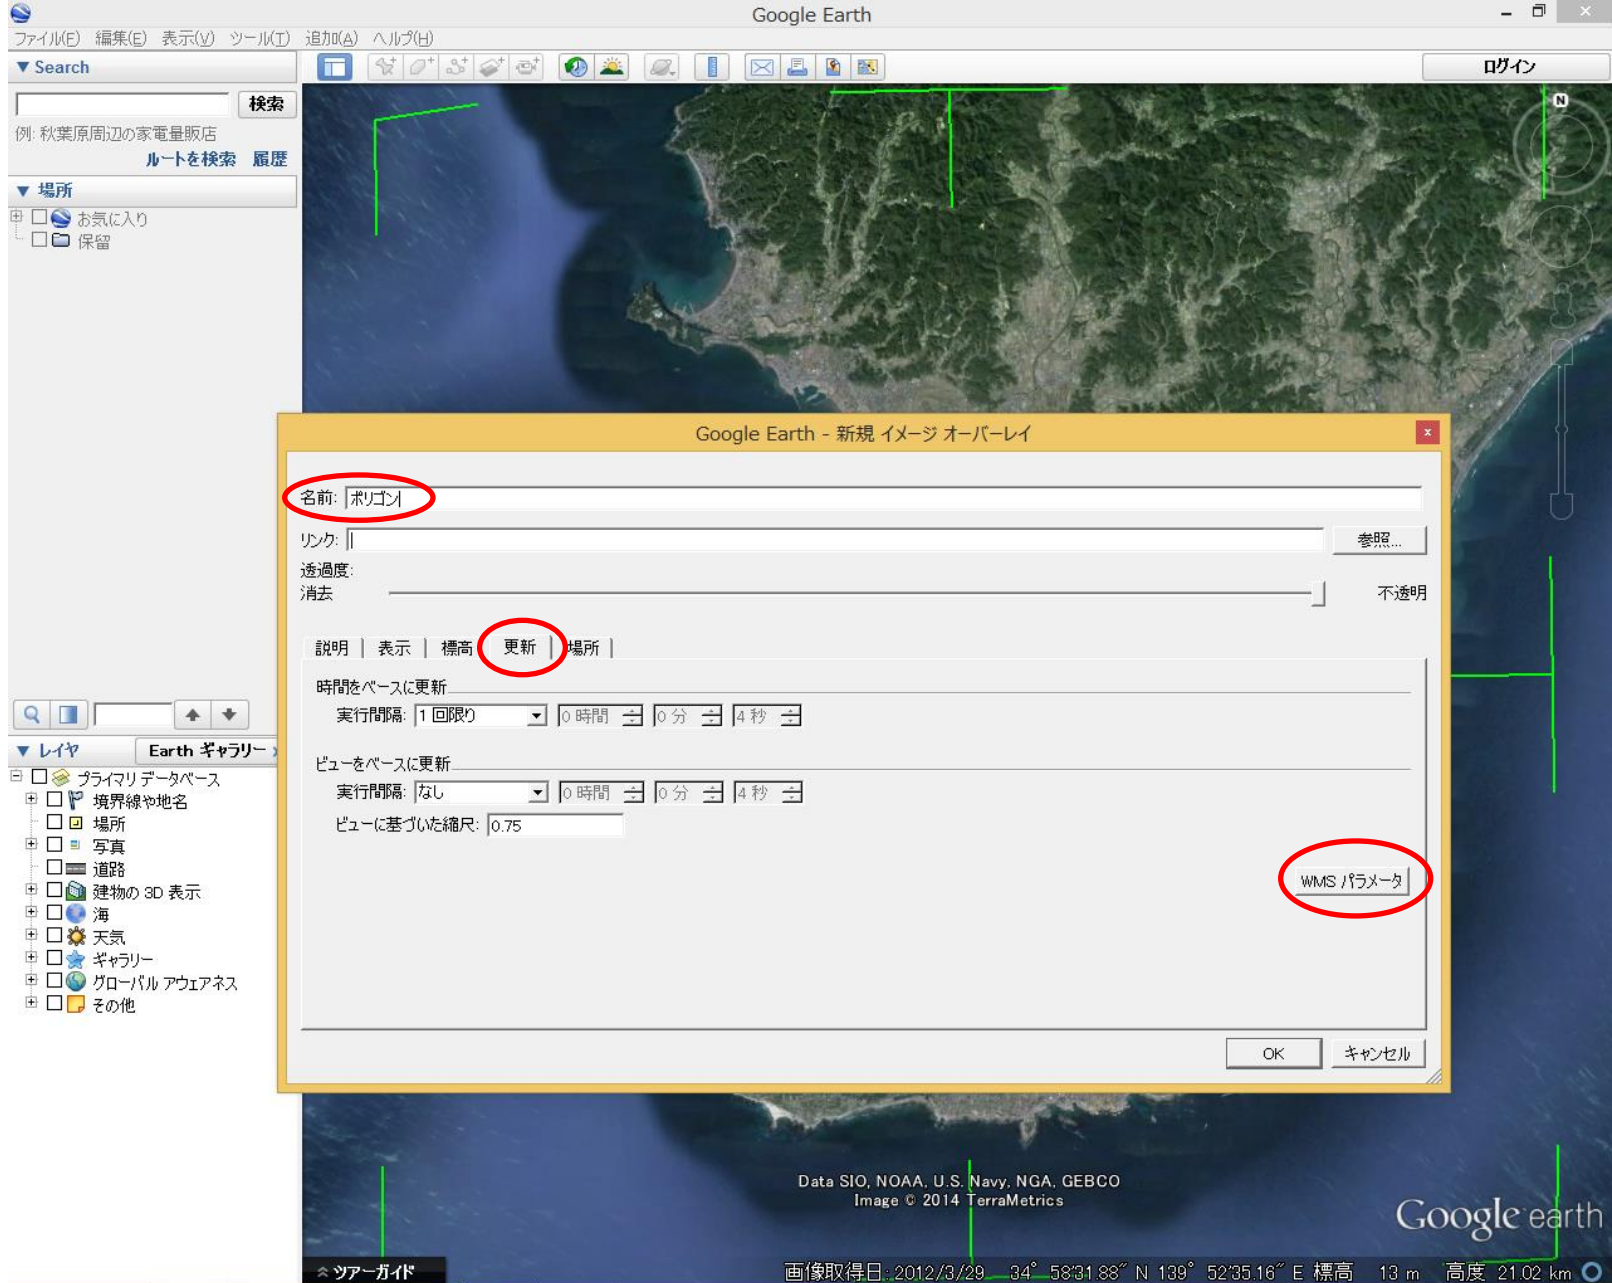 Google Earth
ファイル(F) 編集(E) 表示(V) ツール(T) 追加(A) ヘルプ(H)
▼ Search
ログイン
検索
例: 秋葉原周辺の家電量販店
ルートを検索 履歴
▼ 場所
お気に入り
保留
N
Google Earth - 新規 イメージ オーバーレイ
名前: ポリゴン
リンク:
参照...
透過度:
消去 不透明
説明 表示 標高 更新 場所
時間をベースに更新
実行間隔: 1 回限り 0 時間 0 分 4 秒
ビューをベースに更新
実行間隔: なし 0 時間 0 分 4 秒
ビューに基づいた縮尺: 0.75
WMS パラメータ
OK キャンセル
▼ レイヤ Earth ギャラリー
プライマリ データベース
境界線や地名
場所
写真
道路
建物の 3D 表示
海
天気
ギャラリー
グローバル アウェアネス
その他
Data SIO, NOAA, U.S. Navy, NGA, GEBCO
Image © 2014 TerraMetrics
Google earth
ツアーガイド
画像取得日: 2012/3/29 34° 58'31.88" N 139° 52'35.16" E 標高 13 m 高度 21.02 km